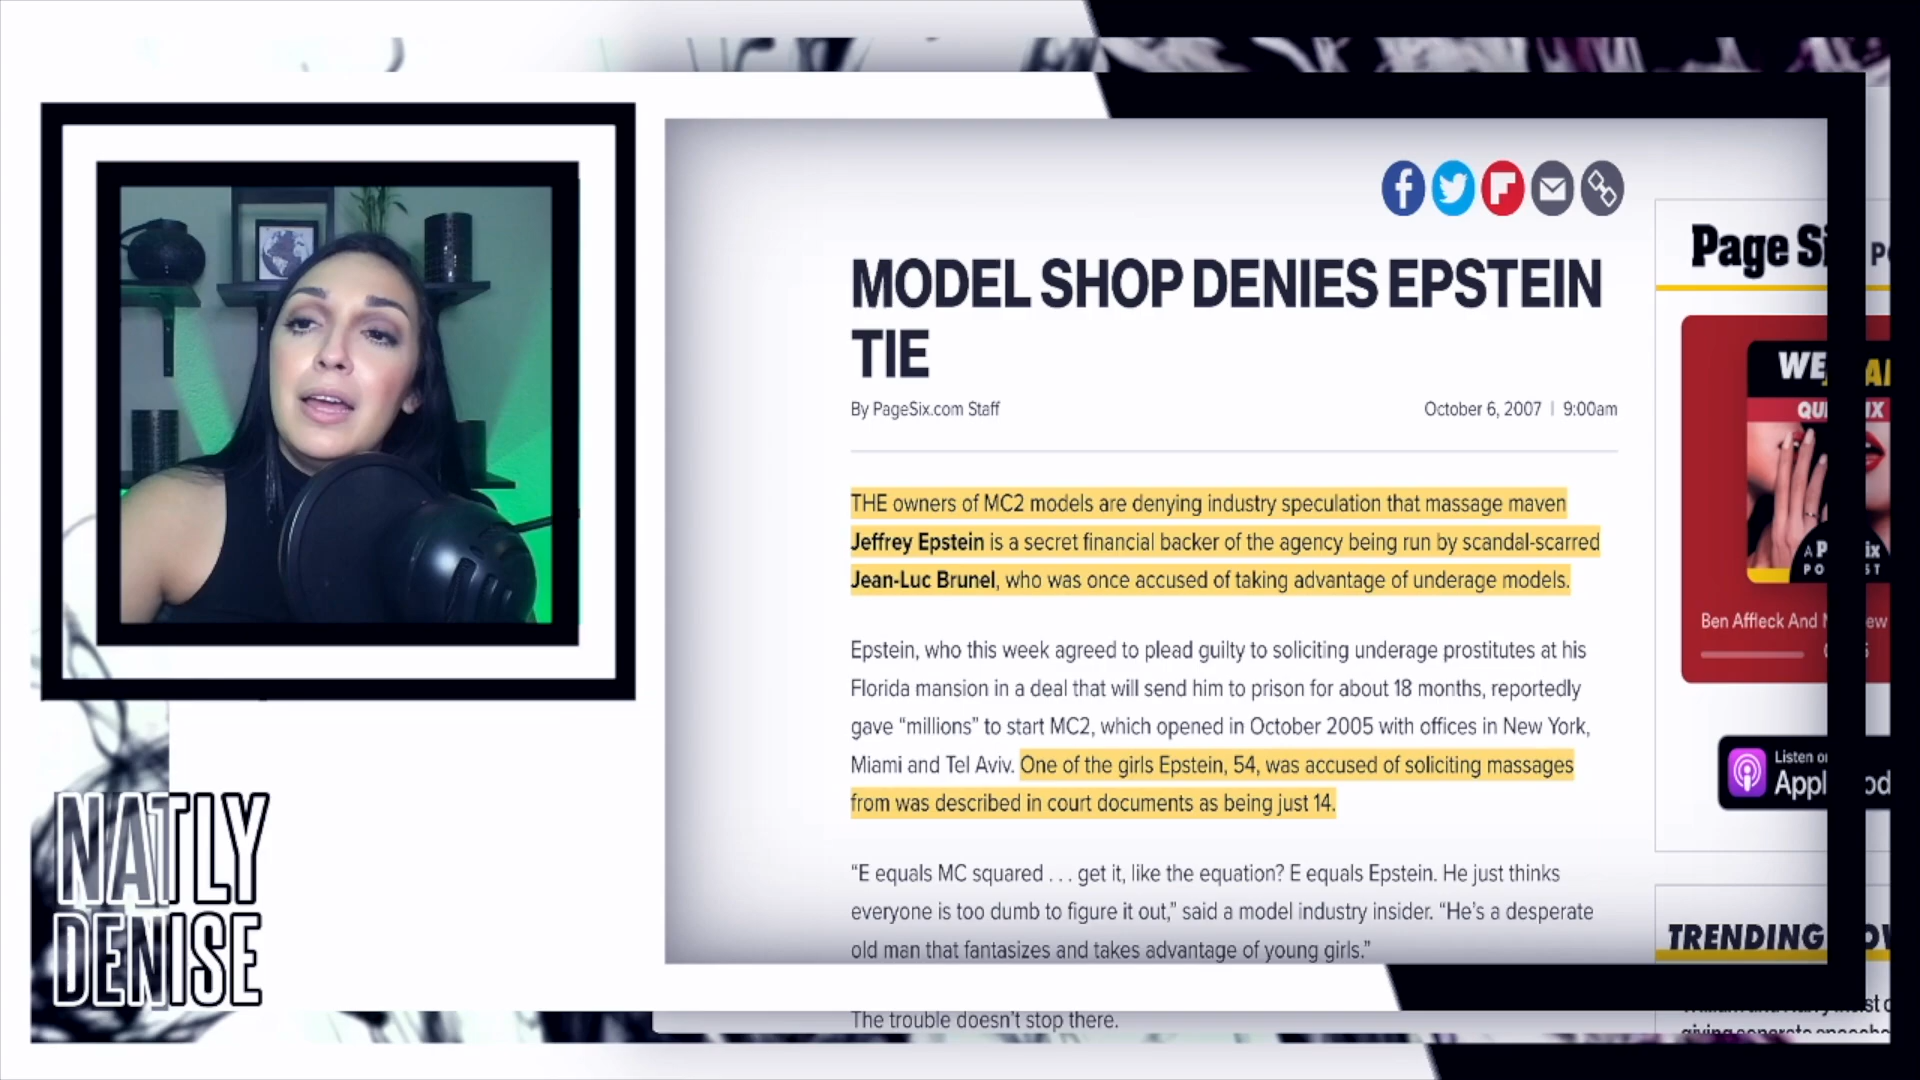 MODEL SHOP DENIES EPSTEIN
TIE
By PageSix.com Staff
October 6, 2007 | 9:00am
THE owners of MC2 models are denying industry speculation that massage maven
Jeffrey Epstein is a secret financial backer of the agency being run by scandal-scarred
Jean-Luc Brunel, who was once accused of taking advantage of underage models.
Epstein, who this week agreed to plead guilty to soliciting underage prostitutes at his
Florida mansion in a deal that will send him to prison for about 18 months, reportedly
gave “millions” to start MC2, which opened in October 2005 with offices in New York,
Miami and Tel Aviv. One of the girls Epstein, 54, was accused of soliciting massages
from was described in court documents as being just 14.
“E equals MC squared . . . get it, like the equation? E equals Epstein. He just thinks
everyone is too dumb to figure it out,” said a model industry insider. “He’s a desperate
old man that fantasizes and takes advantage of young girls.”
The trouble doesn’t stop there.
Page
WE
Ben Affleck And
Listen
TRENDING
giving separate
NATLY
DENISE